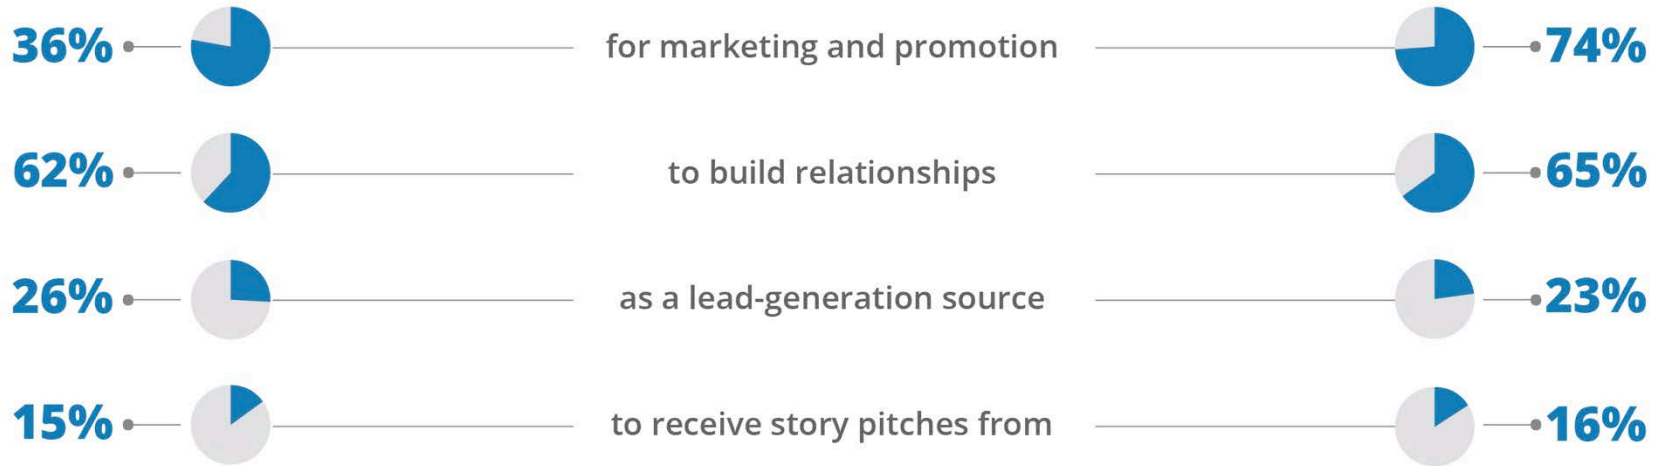 36% for marketing and promotion 74%
62% to build relationships 65%
26% as a lead-generation source 23%
15% to receive story pitches from 16%